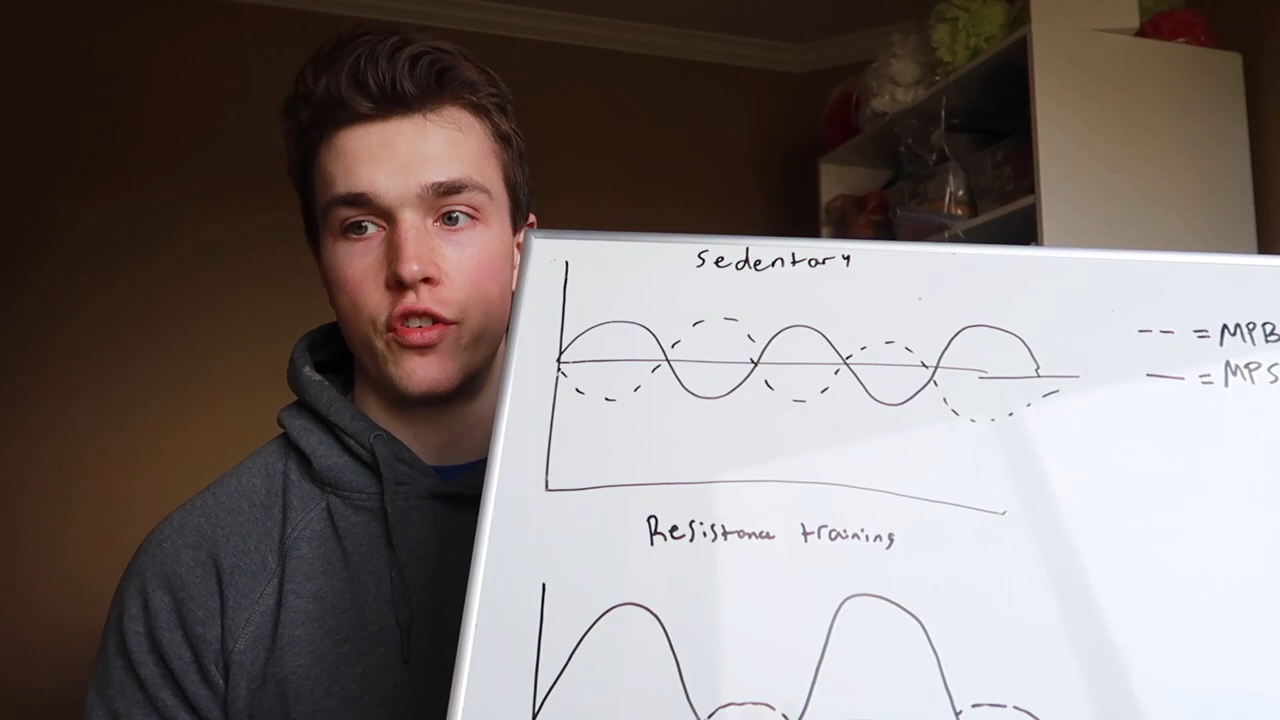 Sedentary
-- = MPB
— = MPS
Resistance training